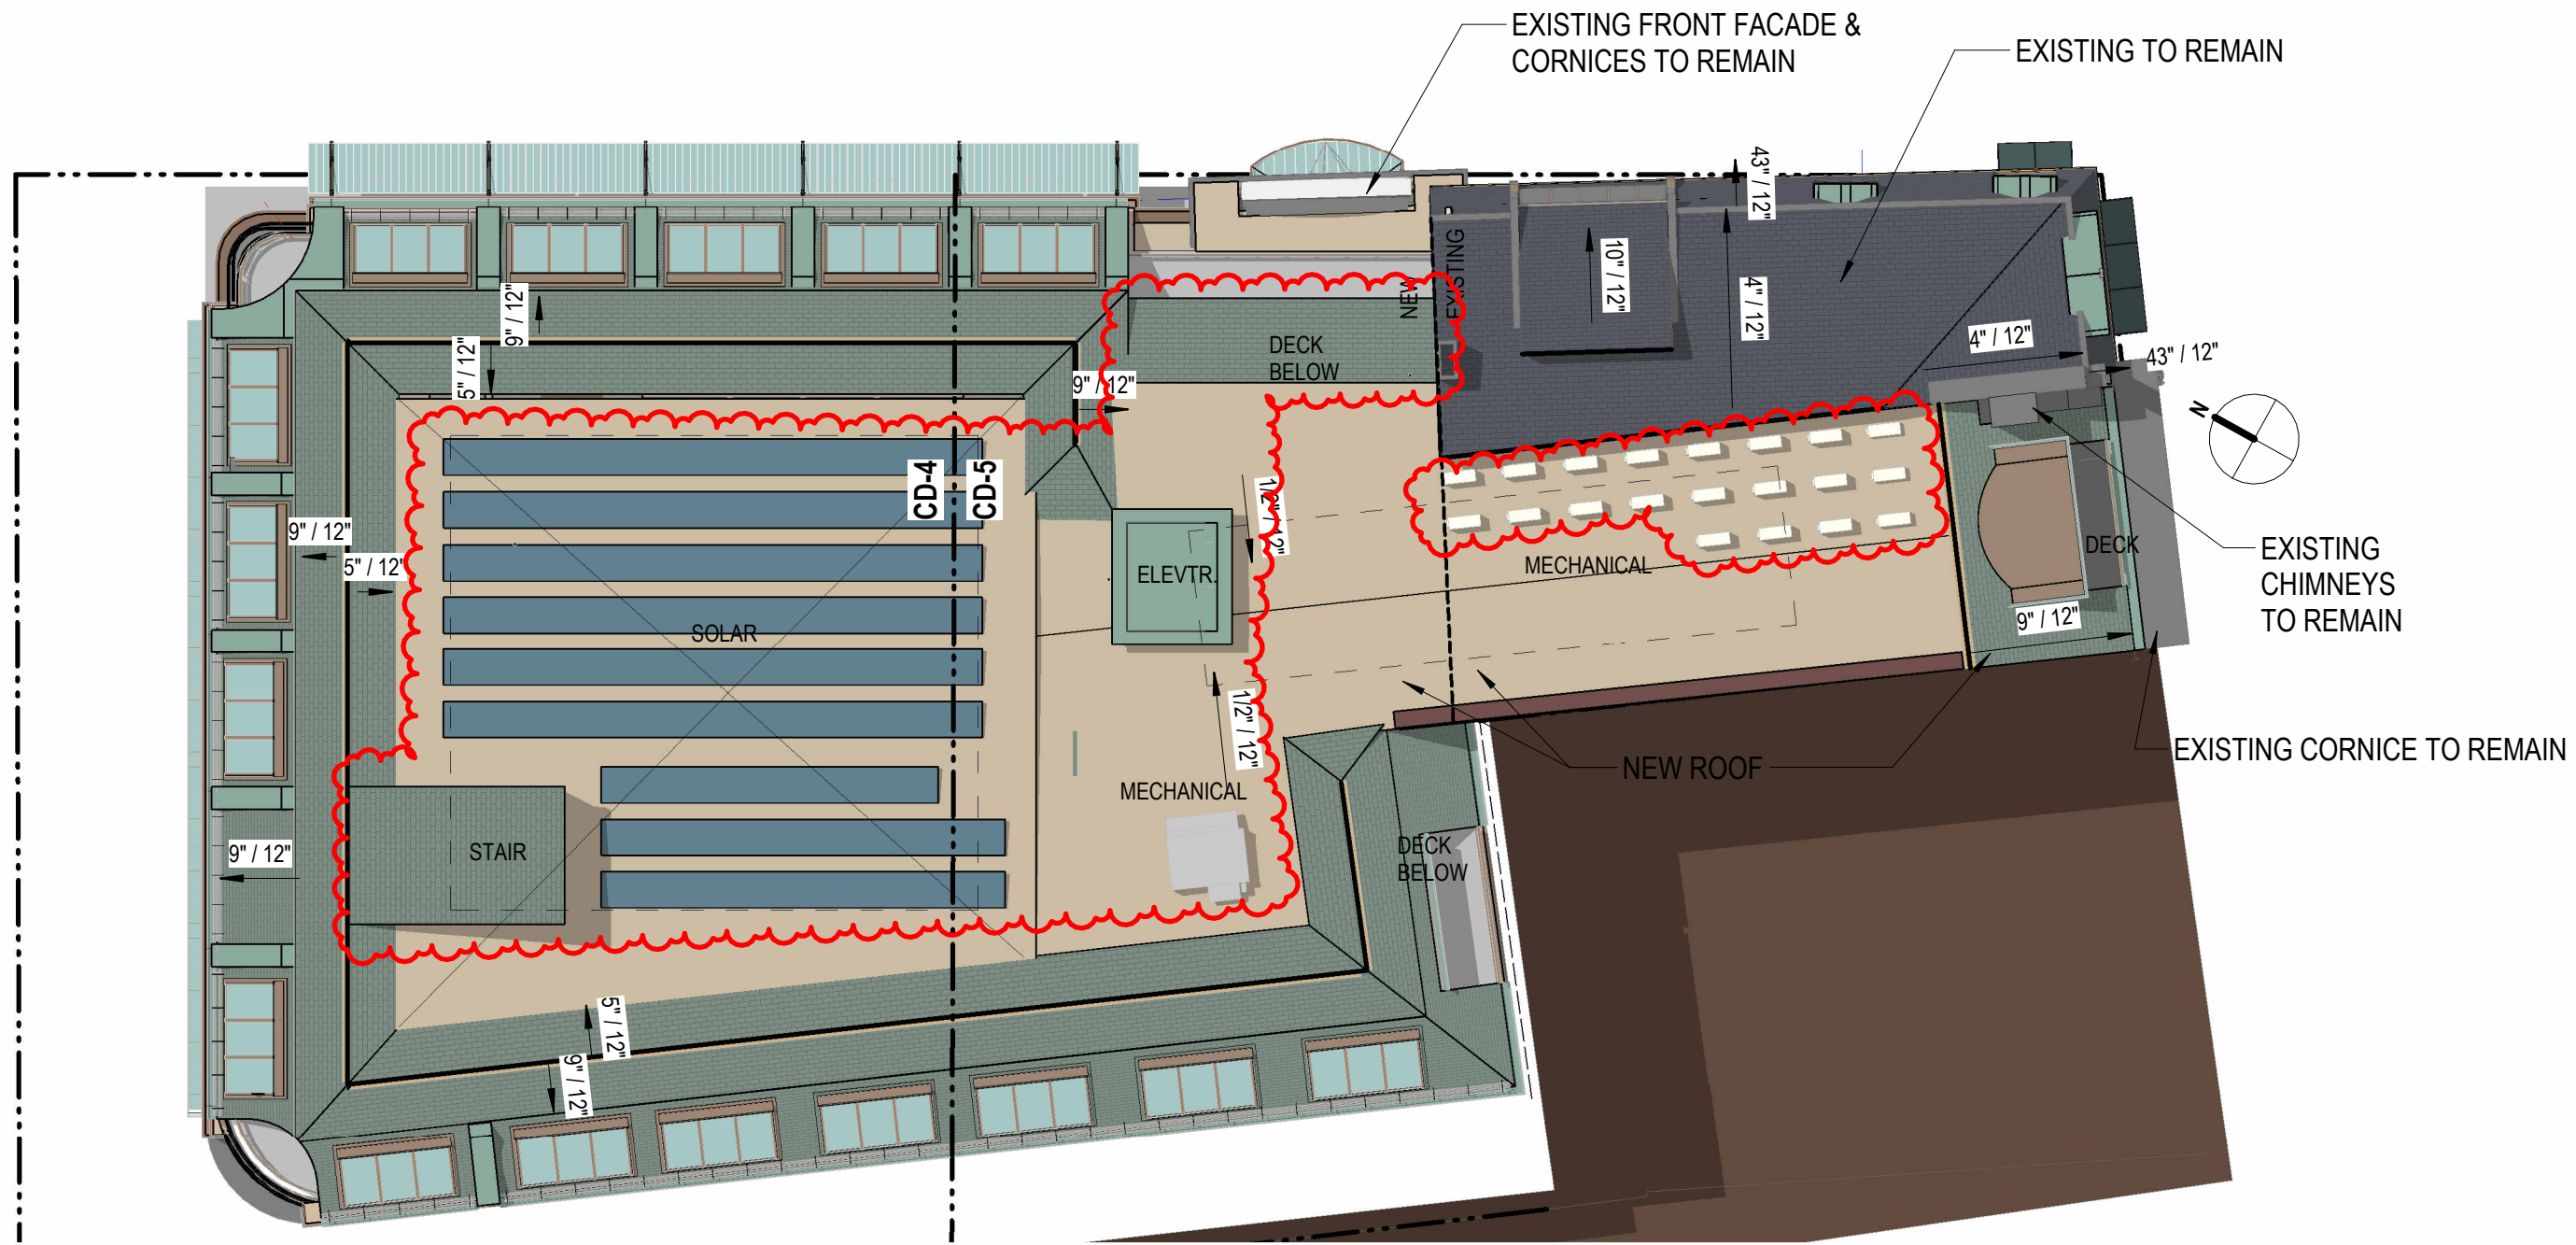 EXISTING FRONT FACADE &
CORNICES TO REMAIN
EXISTING TO REMAIN
43" / 12"
10" / 12"
4" / 12"
NEW
EXISTING
4" / 12"
43" / 12"
N
9" / 12"
5" / 12"
9" / 12"
DECK
BELOW
CD-4
CD-5
1/2" / 12"
9" / 12"
5" / 12"
ELEVTR.
MECHANICAL
DECK
EXISTING
CHIMNEYS
TO REMAIN
SOLAR
9" / 12"
1/2" / 12"
NEW ROOF
EXISTING CORNICE TO REMAIN
MECHANICAL
9" / 12"
STAIR
DECK
BELOW
5" / 12"
9" / 12"